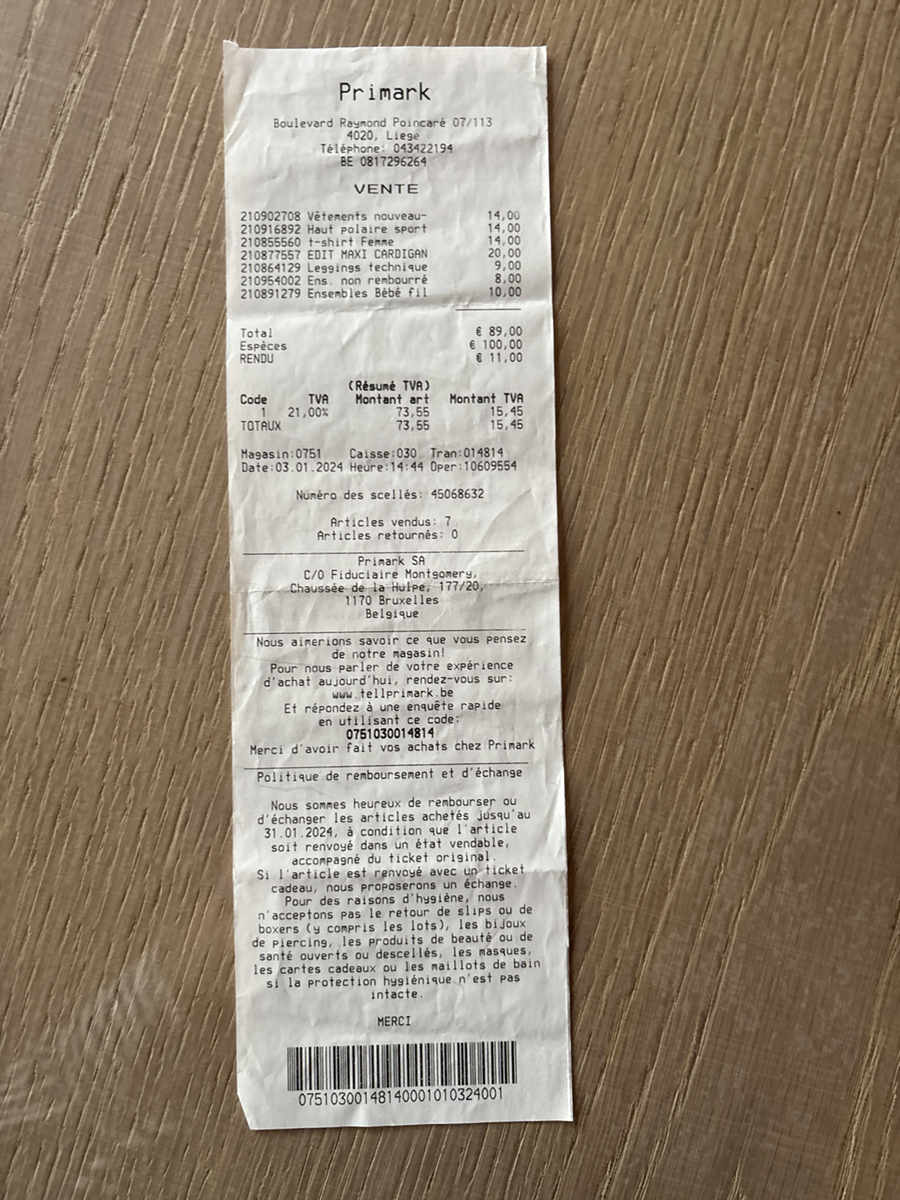 Primark
Boulevard Raymond Poincaré 07/113
4020, Liege
Téléphone: 043422194
BE 0817296264
VENTE
210902708 Vêtements nouveau- 14,00
210916892 Haut polaire sport 14,00
210855560 t-shirt Femme 14,00
210877557 EDIT MAXI CARDIGAN 20,00
210864129 Leggings technique 9,00
210954002 Ens. non rembourré 8,00
210891279 Ensembles Bébé fil 10,00
Total € 89,00
Espèces € 100,00
RENDU € 11,00
(Résumé TVA)
Code TVA Montant art Montant TVA
1 21,00% 73,55 15,45
TOTAUX 73,55 15,45
Magasin:0751 Caisse:030 Tran:014814
Date:03.01.2024 Heure:14:44 Oper:10609554
Numéro des scellés: 45068632
Articles vendus: 7
Articles retournés: 0
Primark SA
C/O Fiduciaire Montgomery,
Chaussée de la Hulpe, 177/20,
1170 Bruxelles
Belgique
Nous aimerions savoir ce que vous pensez
de notre magasin!
Pour nous parler de votre expérience
d'achat aujourd'hui, rendez-vous sur:
www.tellprimark.be
Et répondez à une enquête rapide
en utilisant ce code:
0751030014814
Merci d'avoir fait vos achats chez Primark
Politique de remboursement et d'échange
Nous sommes heureux de rembourser ou
d'échanger les articles achetés jusqu'au
31.01.2024, à condition que l'article
soit renvoyé dans un état vendable,
accompagné du ticket original.
Si l'article est renvoyé avec un ticket
cadeau, nous proposerons un échange.
Pour des raisons d'hygiène, nous
n'acceptons pas le retour de slips ou de
boxers (y compris les lots), les bijoux
de piercing, les produits de beauté ou de
santé ouverts ou descellés, les masques,
les cartes cadeaux ou les maillots de bain
si la protection hygiénique n'est pas
intacte.
MERCI
07510300148140001010324001